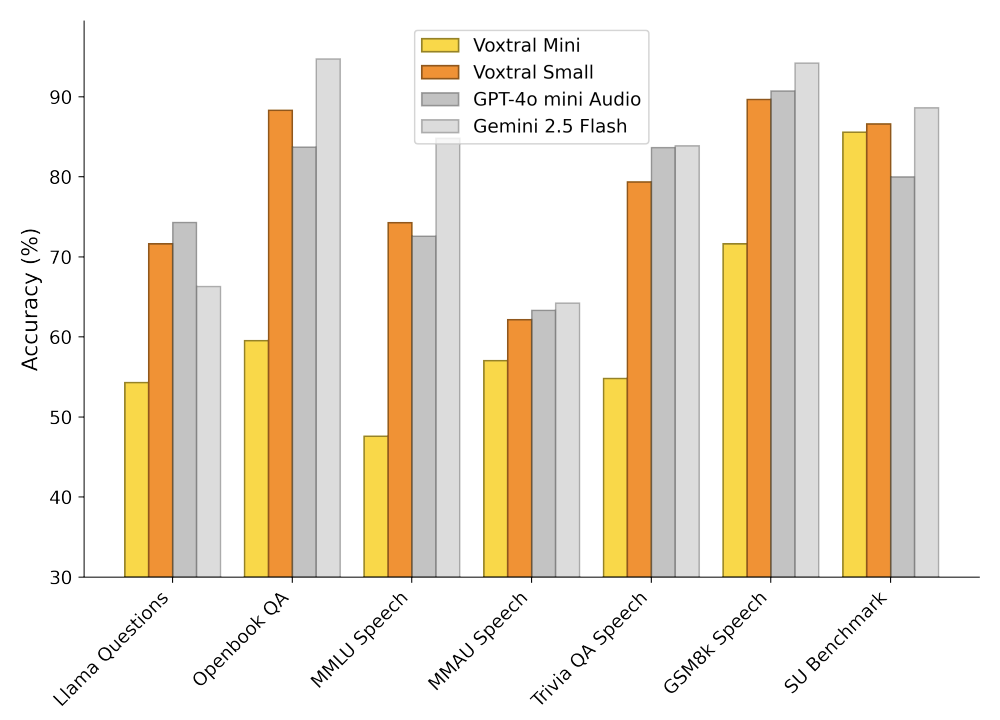 Voxtral Mini
Voxtral Small
GPT-4o mini Audio
Gemini 2.5 Flash
Accuracy (%)
90
80
70
60
50
40
30
Llama Questions
Openbook QA
MMLU Speech
MMAU Speech
Trivia QA Speech
GSM8k Speech
SU Benchmark